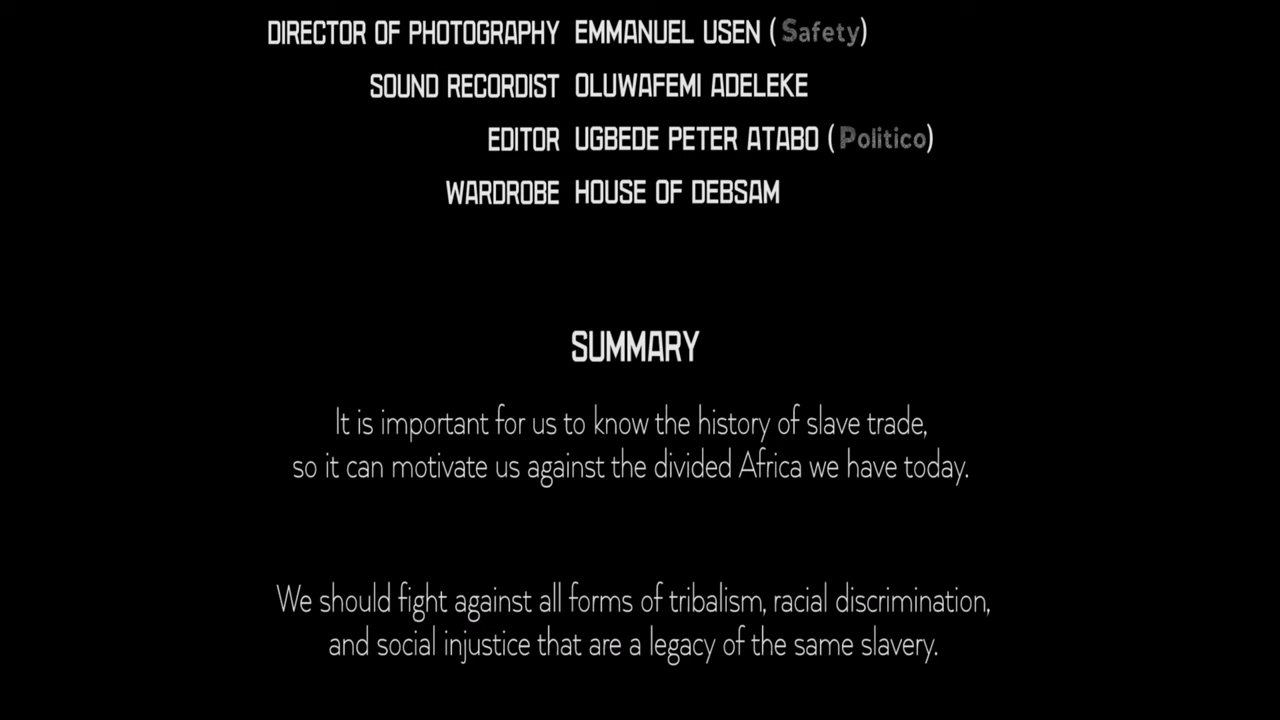 DIRECTOR OF PHOTOGRAPHY EMMANUEL USEN (Safety)
SOUND RECORDIST OLUWAFEMI ADELEKE
EDITOR UGBEDE PETER ATABO (Politico)
WARDROBE HOUSE OF DEBSAM
SUMMARY
It is important for us to know the history of slave trade,
so it can motivate us against the divided Africa we have today.
We should fight against all forms of tribalism, racial discrimination,
and social injustice that are a legacy of the same slavery.